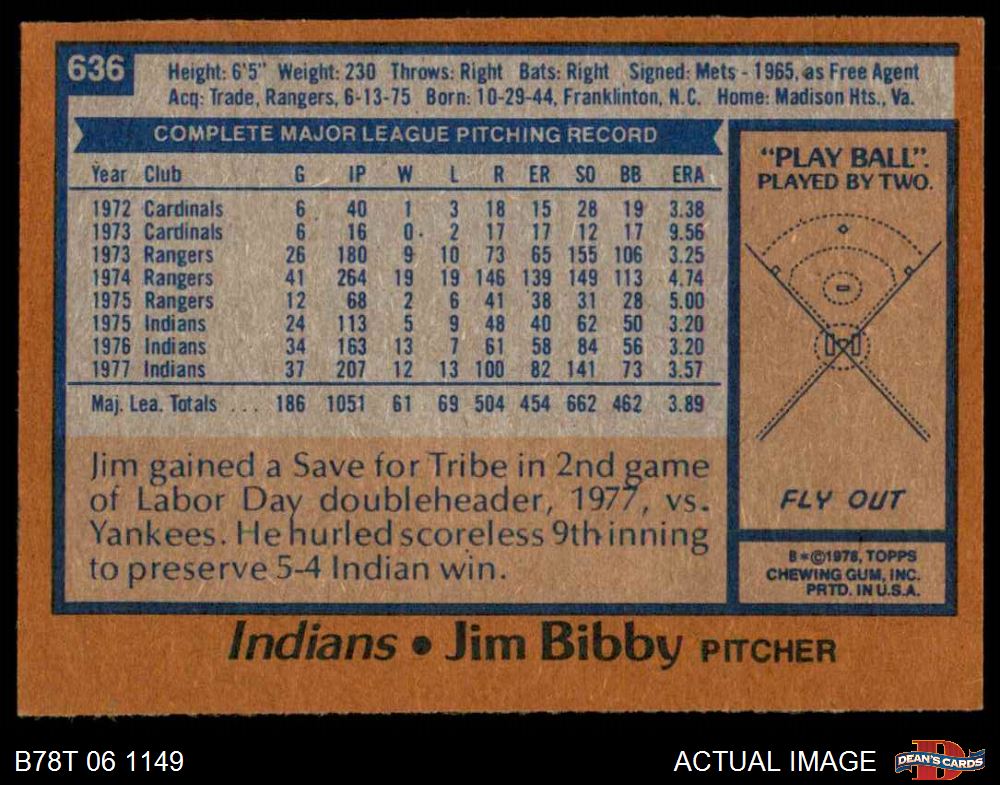 636
Height: 6'5" Weight: 230 Throws: Right Bats: Right Signed: Mets - 1965, as Free Agent
Acq: Trade, Rangers, 6-13-75 Born: 10-29-44, Franklinton, N.C. Home: Madison Hts., Va.
COMPLETE MAJOR LEAGUE PITCHING RECORD
Year Club G IP W L R ER SO BB ERA
1972 Cardinals 6 40 1 3 18 15 28 19 3.38
1973 Cardinals 6 16 0 2 17 17 12 17 9.56
1973 Rangers 26 180 9 10 73 65 155 106 3.25
1974 Rangers 41 264 19 19 146 139 149 113 4.74
1975 Rangers 12 68 2 6 41 38 31 28 5.00
1975 Indians 24 113 5 9 48 40 62 50 3.20
1976 Indians 34 163 13 7 61 58 84 56 3.20
1977 Indians 37 207 12 13 100 82 141 73 3.57
Maj. Lea. Totals ... 186 1051 61 69 504 454 662 462 3.89
Jim gained a Save for Tribe in 2nd game
of Labor Day doubleheader, 1977, vs.
Yankees. He hurled scoreless 9th inning
to preserve 5-4 Indian win.
"PLAY BALL".
PLAYED BY TWO.
FLY OUT
B*©1978, TOPPS
CHEWING GUM, INC.
PRTD. IN U.S.A.
Indians • Jim Bibby PITCHER
B78T 06 1149
ACTUAL IMAGE
DEAN'S CARDS